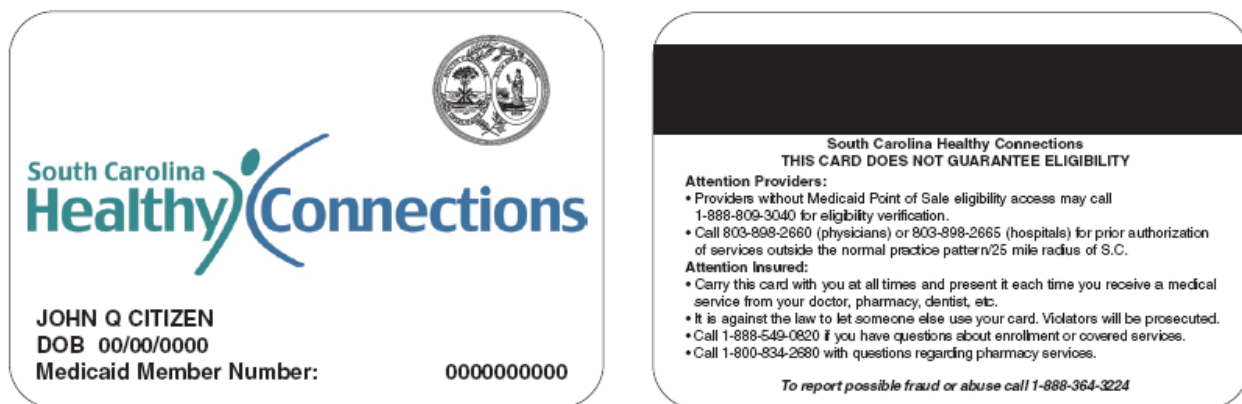 South Carolina
Healthy Connections
JOHN Q CITIZEN
DOB 00/00/0000
Medicaid Member Number: 0000000000
South Carolina Healthy Connections
THIS CARD DOES NOT GUARANTEE ELIGIBILITY
Attention Providers:
• Providers without Medicaid Point of Sale eligibility access may call
1-888-809-3040 for eligibility verification.
• Call 803-898-2660 (physicians) or 803-898-2665 (hospitals) for prior authorization
of services outside the normal practice pattern/25 mile radius of S.C.
Attention Insured:
• Carry this card with you at all times and present it each time you receive a medical
service from your doctor, pharmacy, dentist, etc.
• It is against the law to let someone else use your card. Violators will be prosecuted.
• Call 1-888-549-0820 if you have questions about enrollment or covered services.
• Call 1-800-834-2680 with questions regarding pharmacy services.
To report possible fraud or abuse call 1-888-364-3224